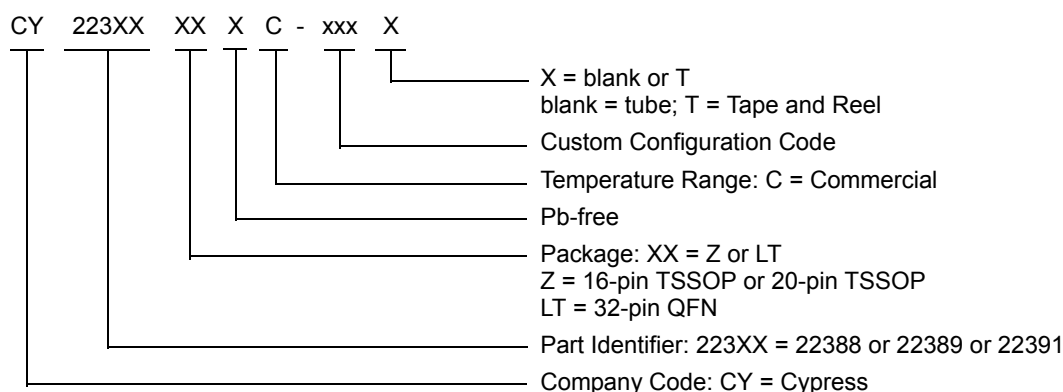 CY 223XX XX X C - xxx X
X = blank or T
blank = tube; T = Tape and Reel
Custom Configuration Code
Temperature Range: C = Commercial
Pb-free
Package: XX = Z or LT
Z = 16-pin TSSOP or 20-pin TSSOP
LT = 32-pin QFN
Part Identifier: 223XX = 22388 or 22389 or 22391
Company Code: CY = Cypress